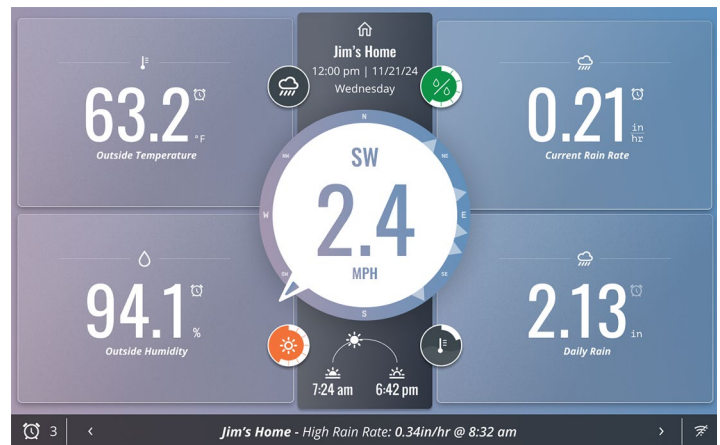 Jim's Home
12:00 pm | 11/21/24
Wednesday
63.2 °F
Outside Temperature
0.21 in/hr
Current Rain Rate
N
NE
E
SE
S
SW
W
NW
SW
2.4
MPH
94.1 %
Outside Humidity
2.13 in
Daily Rain
7:24 am 6:42 pm
3 ‹ Jim's Home - High Rain Rate: 0.34in/hr @ 8:32 am ›